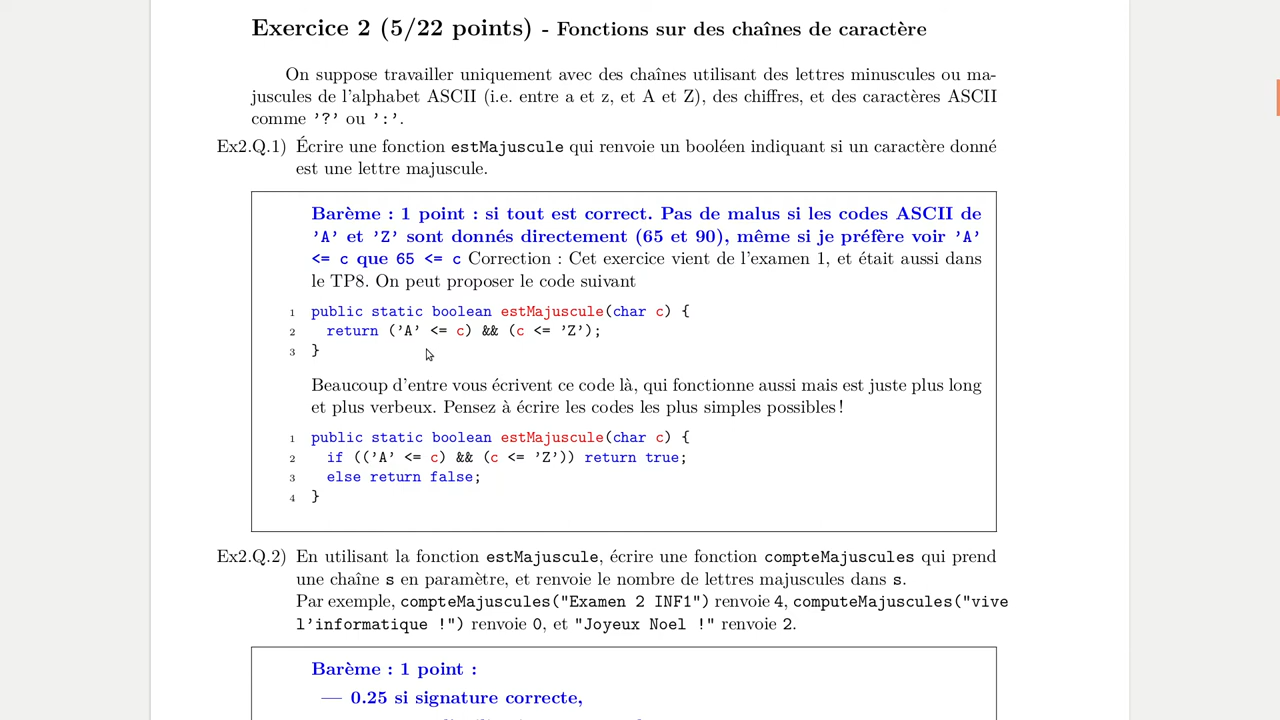 Exercice 2 (5/22 points) - Fonctions sur des chaînes de caractère
On suppose travailler uniquement avec des chaînes utilisant des lettres minuscules ou ma-
juscules de l'alphabet ASCII (i.e. entre a et z, et A et Z), des chiffres, et des caractères ASCII
comme '?' ou ':'.
Ex2.Q.1) Écrire une fonction estMajuscule qui renvoie un booléen indiquant si un caractère donné
est une lettre majuscule.
Barème : 1 point : si tout est correct. Pas de malus si les codes ASCII de
'A' et 'Z' sont donnés directement (65 et 90), même si je préfère voir 'A'
<= c que 65 <= c Correction : Cet exercice vient de l'examen 1, et était aussi dans
le TP8. On peut proposer le code suivant
1 public static boolean estMajuscule(char c) {
2 return ('A' <= c) && (c <= 'Z');
3 }
Beaucoup d'entre vous écrivent ce code là, qui fonctionne aussi mais est juste plus long
et plus verbeux. Pensez à écrire les codes les plus simples possibles !
1 public static boolean estMajuscule(char c) {
2 if (('A' <= c) && (c <= 'Z')) return true;
3 else return false;
4 }
Ex2.Q.2) En utilisant la fonction estMajuscule, écrire une fonction compteMajuscules qui prend
une chaîne s en paramètre, et renvoie le nombre de lettres majuscules dans s.
Par exemple, compteMajuscules("Examen 2 INF1") renvoie 4, computeMajuscules("vive
l'informatique !") renvoie 0, et "Joyeux Noel !" renvoie 2.
Barème : 1 point :
— 0.25 si signature correcte,